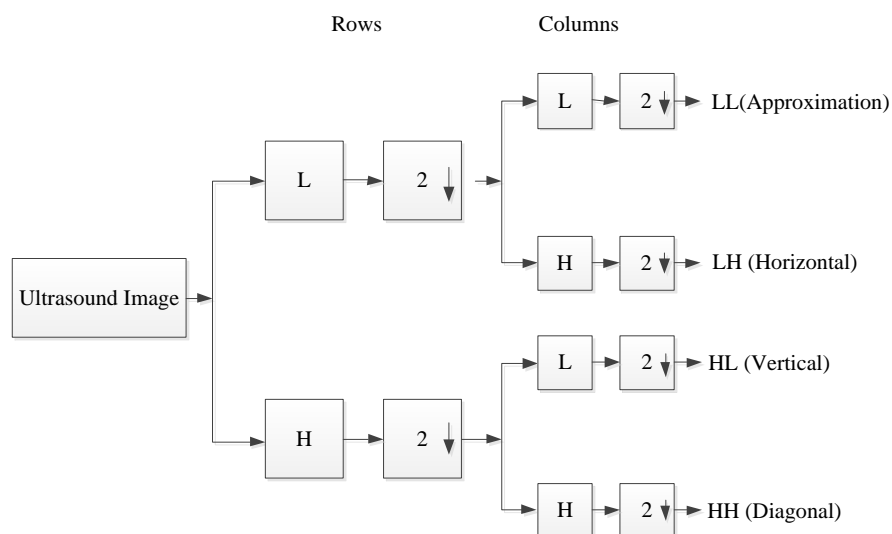 Rows Columns
L 2 LL(Approximation)
L 2
H 2 LH (Horizontal)
Ultrasound Image
L 2 HL (Vertical)
H 2
H 2 HH (Diagonal)